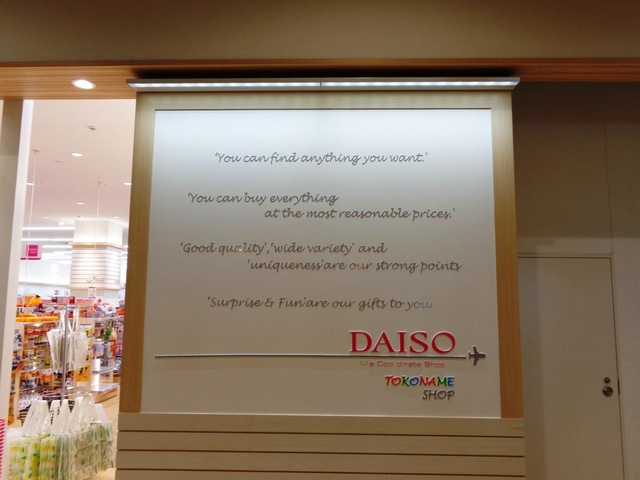 'You can find anything you want.'
'You can buy everything
at the most reasonable prices.'
'Good quality', 'wide variety' and
'uniqueness' are our strong points
'Surprise & Fun' are our gifts to you.
DAISO
Shop
TOKONAME
SHOP